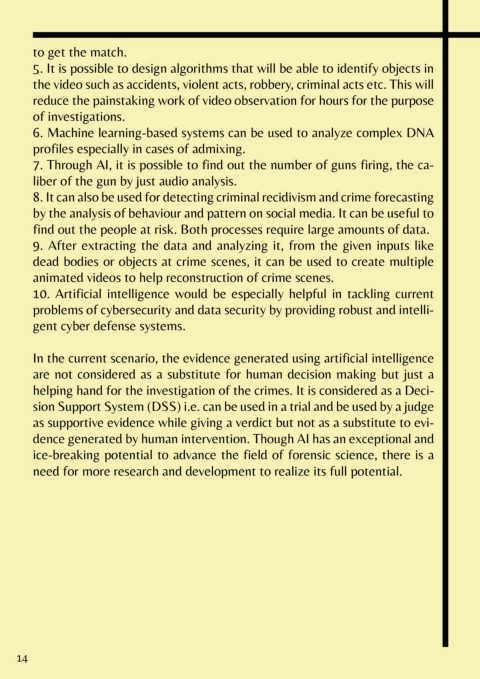 to get the match.
5. It is possible to design algorithms that will be able to identify objects in
the video such as accidents, violent acts, robbery, criminal acts etc. This will
reduce the painstaking work of video observation for hours for the purpose
of investigations.
6. Machine learning-based systems can be used to analyze complex DNA
profiles especially in cases of admixing.
7. Through AI, it is possible to find out the number of guns firing, the ca-
liber of the gun by just audio analysis.
8. It can also be used for detecting criminal recidivism and crime forecasting
by the analysis of behaviour and pattern on social media. It can be useful to
find out the people at risk. Both processes require large amounts of data.
9. After extracting the data and analyzing it, from the given inputs like
dead bodies or objects at crime scenes, it can be used to create multiple
animated videos to help reconstruction of crime scenes.
10. Artificial intelligence would be especially helpful in tackling current
problems of cybersecurity and data security by providing robust and intelli-
gent cyber defense systems.
In the current scenario, the evidence generated using artificial intelligence
are not considered as a substitute for human decision making but just a
helping hand for the investigation of the crimes. It is considered as a Deci-
sion Support System (DSS) i.e. can be used in a trial and be used by a judge
as supportive evidence while giving a verdict but not as a substitute to evi-
dence generated by human intervention. Though AI has an exceptional and
ice-breaking potential to advance the field of forensic science, there is a
need for more research and development to realize its full potential.
14